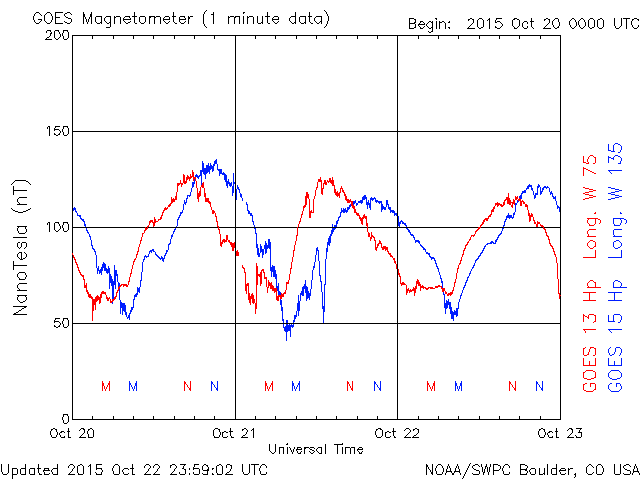 GOES Magnetometer (1 minute data)
Begin: 2015 Oct 20 0000 UTC
200
150
100
50
0
NanoTesla (nT)
M M N N M M N N M M N N
Oct 20 Oct 21 Oct 22 Oct 23
Universal Time
GOES 13 Hp Long. W 75
GOES 15 Hp Long. W 135
Updated 2015 Oct 22 23:59:02 UTC
NOAA/SWPC Boulder, CO USA